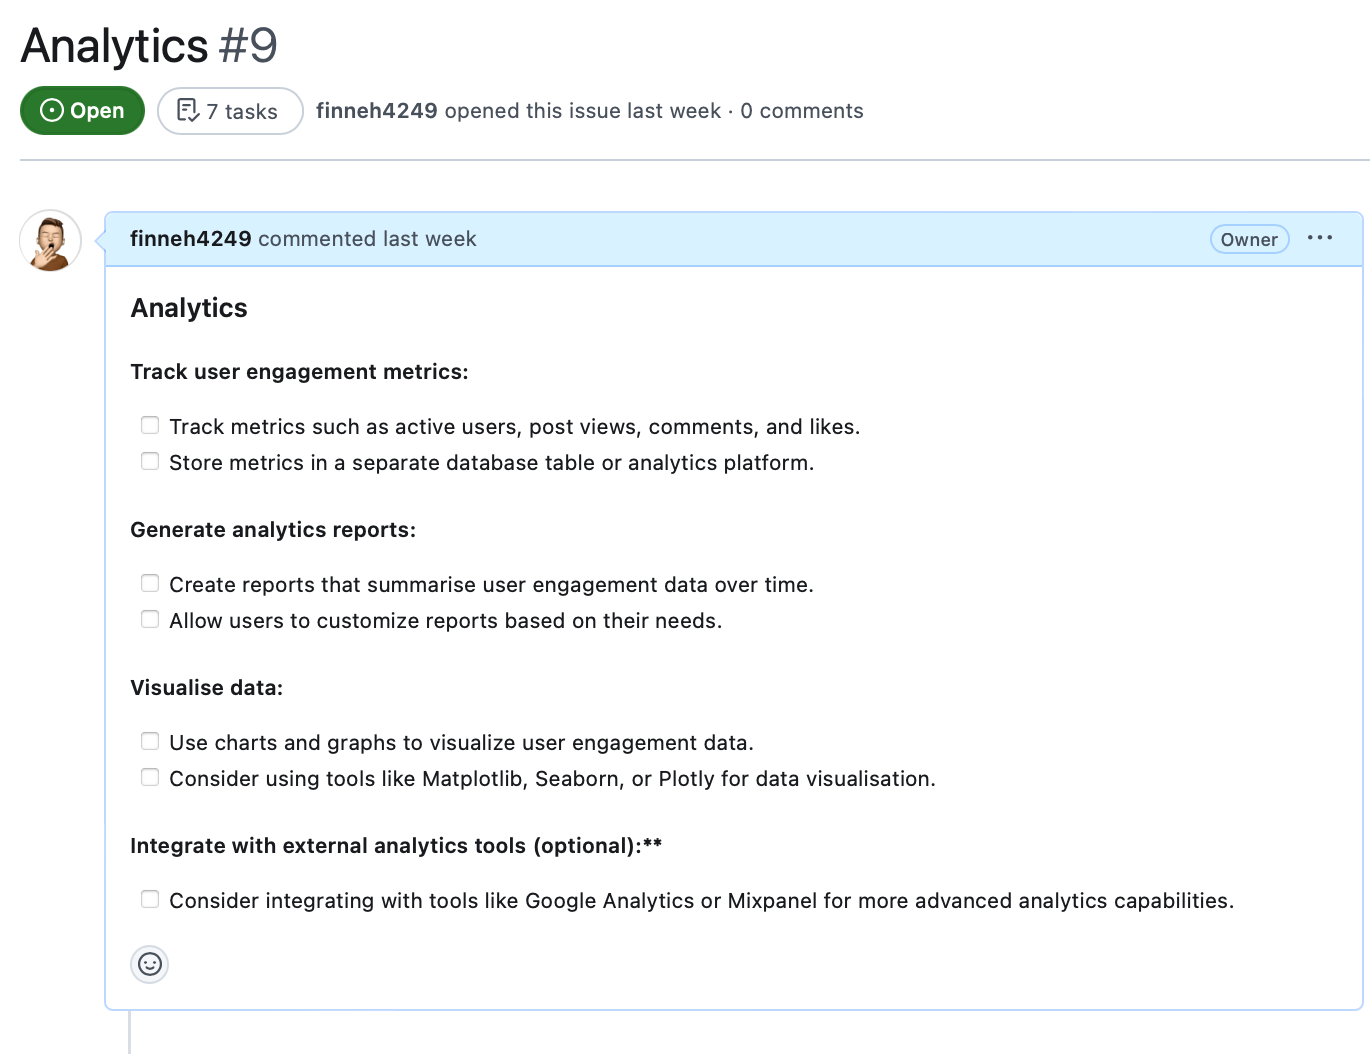 Analytics #9
Open 7 tasks finneh4249 opened this issue last week · 0 comments
finneh4249 commented last week Owner
Analytics
Track user engagement metrics:
Track metrics such as active users, post views, comments, and likes.
Store metrics in a separate database table or analytics platform.
Generate analytics reports:
Create reports that summarise user engagement data over time.
Allow users to customize reports based on their needs.
Visualise data:
Use charts and graphs to visualize user engagement data.
Consider using tools like Matplotlib, Seaborn, or Plotly for data visualisation.
Integrate with external analytics tools (optional):**
Consider integrating with tools like Google Analytics or Mixpanel for more advanced analytics capabilities.